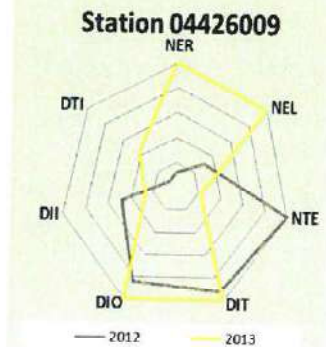 Station 04426009
NER
DTI
NEL
DII
NTE
DIO
DIT
2012 2013